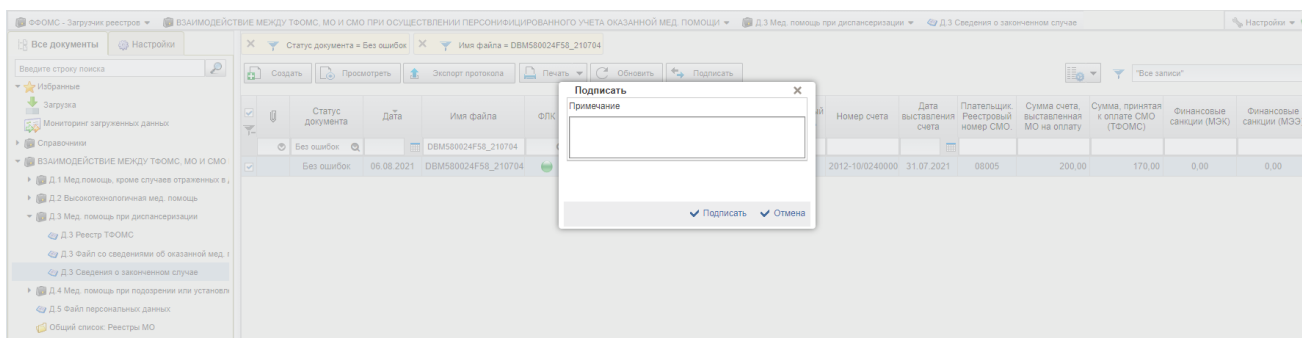 ФФОМС - Загрузчик реестров
ВЗАИМОДЕЙСТВИЕ МЕЖДУ ТФОМС, МО И СМО ПРИ ОСУЩЕСТВЛЕНИИ ПЕРСОНИФИЦИРОВАННОГО УЧЕТА ОКАЗАННОЙ МЕД. ПОМОЩИ
Д.3 Мед. помощь при диспансеризации
Д.3 Сведения о законченном случае
Настройки
Все документы
Настройки
Статус документа = Без ошибок
Имя файла = DBM580024F58_210704
Введите строку поиска
Создать
Просмотреть
Экспорт протокола
Печать
Обновить
Подписать
"Все записи"
Избранные
Загрузка
Мониторинг загруженных данных
Справочники
ВЗАИМОДЕЙСТВИЕ МЕЖДУ ТФОМС, МО И СМО
Д.1 Мед.помощь, кроме случаев отраженных в
Д.2 Высокотехнологичная мед. помощь
Д.3 Мед. помощь при диспансеризации
Д.3 Реестр ТФОМС
Д.3 Файл со сведениями об оказанной мед.
Д.3 Сведения о законченном случае
Д.4 Мед. помощь при подозрении или установл
Д.5 Файл персональных данных
Общий список: Реестры МО
Статус документа
Дата
Имя файла
ФЛК
Номер счета
Дата выставления счета
Плательщик. Реестровый номер СМО.
Сумма счета, выставленная МО на оплату
Сумма, принятая к оплате СМО (ТФОМС)
Финансовые санкции (МЭК)
Финансовые санкции (МЭЭ
Без ошибок
DBM580024F58_210704
Без ошибок
06.08.2021
DBM580024F58_210704
2012-10/0240000
31.07.2021
08005
200,00
170,00
0,00
0,00
Подписать
Примечание
Подписать
Отмена